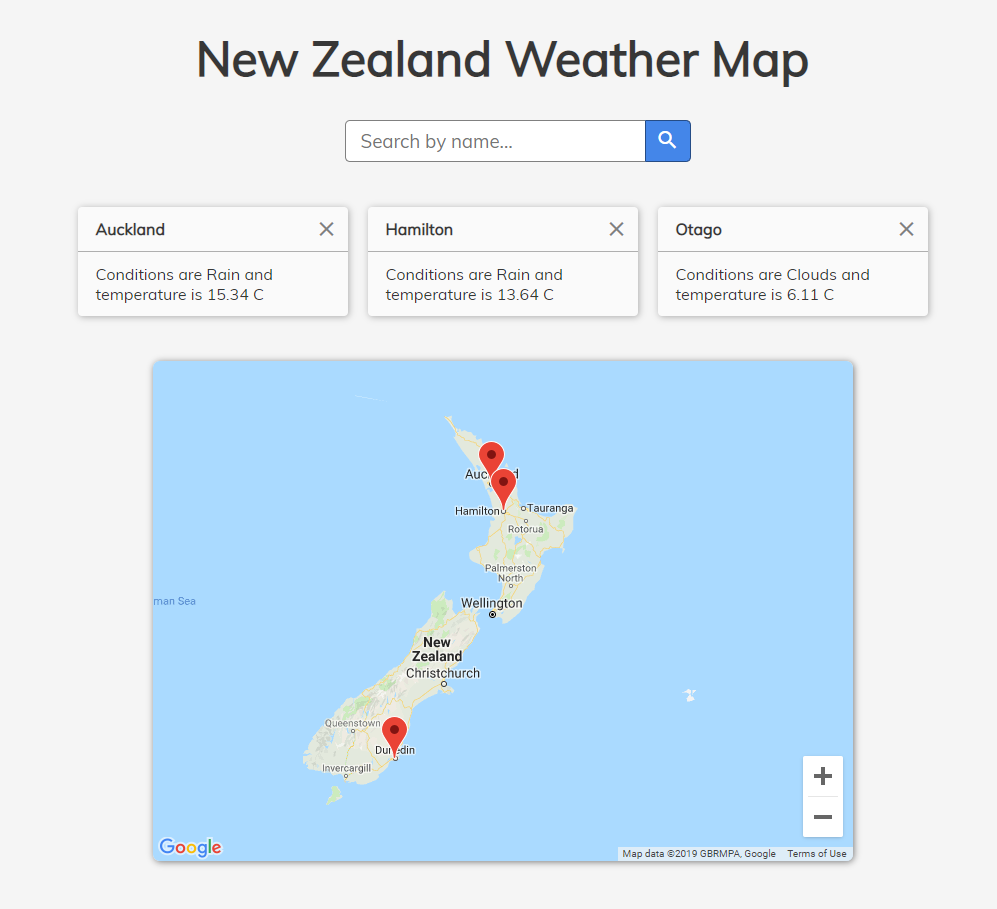 New Zealand Weather Map
Search by name...
Auckland
Conditions are Rain and
temperature is 15.34 C
Hamilton
Conditions are Rain and
temperature is 13.64 C
Otago
Conditions are Clouds and
temperature is 6.11 C
Hamilton
Tauranga
Rotorua
Palmerston
North
Wellington
man Sea
New
Zealand
Christchurch
Queenstown
Dunedin
Invercargill
Google
Map data ©2019 GBRMPA, Google
Terms of Use